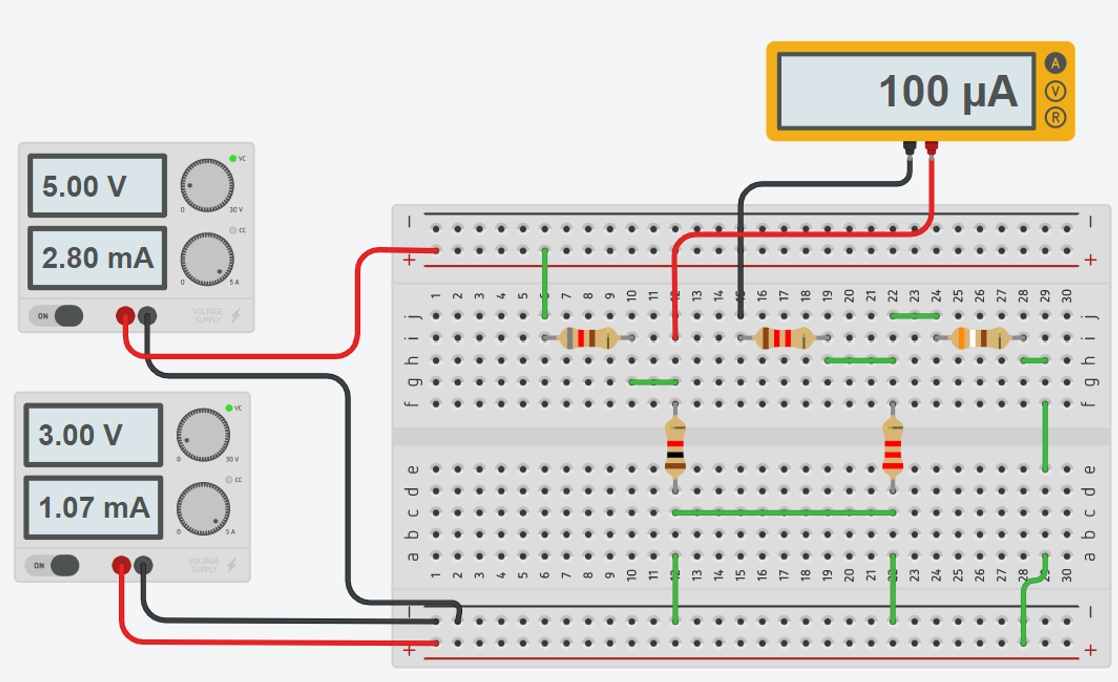 100 µA
A
V
R
5.00 V
VC
0
30 V
2.80 mA
CC
0
5 A
ON
VOLTAGE
SUPPLY
3.00 V
VC
0
30 V
1.07 mA
CC
0
5 A
ON
VOLTAGE
SUPPLY
− −
+ +
1 2 3 4 5 6 7 8 9 10 11 12 13 14 15 16 17 18 19 20 21 22 23 24 25 26 27 28 29 30
j j
i i
h h
g g
f f
e e
d d
c c
b b
a a
1 2 3 4 5 6 7 8 9 10 11 12 13 14 15 16 17 18 19 20 21 22 23 24 25 26 27 28 29 30
− −
+ +